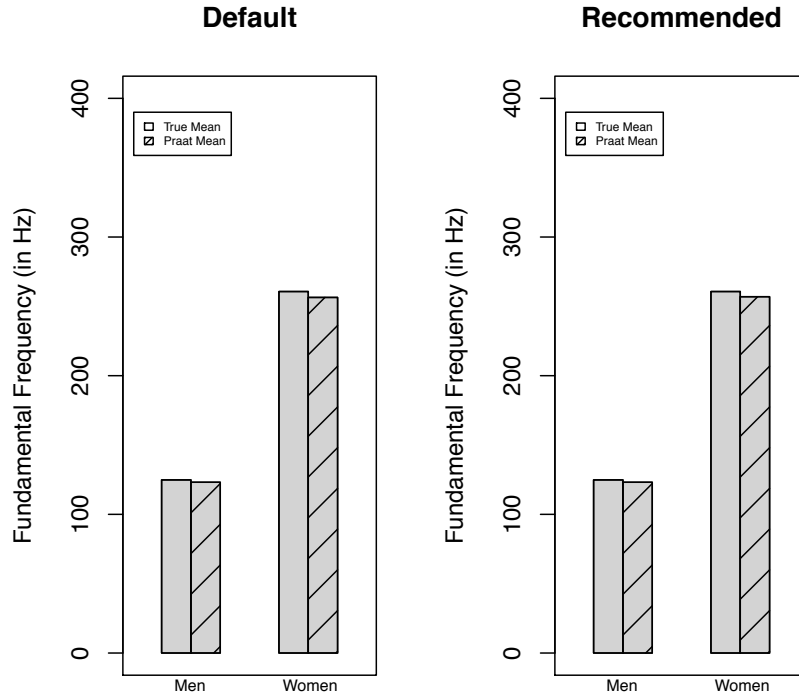 Default
Fundamental Frequency (in Hz)
400
300
200
100
0
True Mean
Praat Mean
Men
Women
Recommended
Fundamental Frequency (in Hz)
400
300
200
100
0
True Mean
Praat Mean
Men
Women